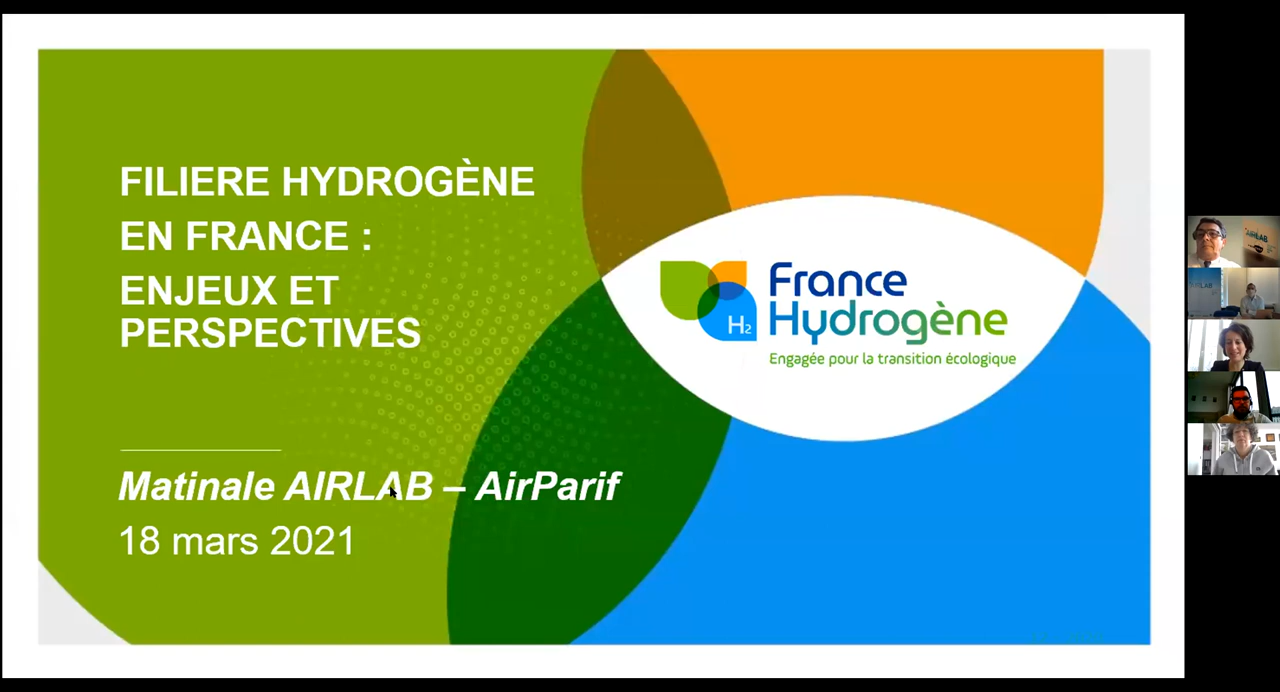 FILIERE HYDROGÈNE
EN FRANCE :
ENJEUX ET
PERSPECTIVES
Matinale AIRLAB – AirParif
18 mars 2021
France
Hydrogène
H2
Engagée pour la transition écologique
AIRLAB